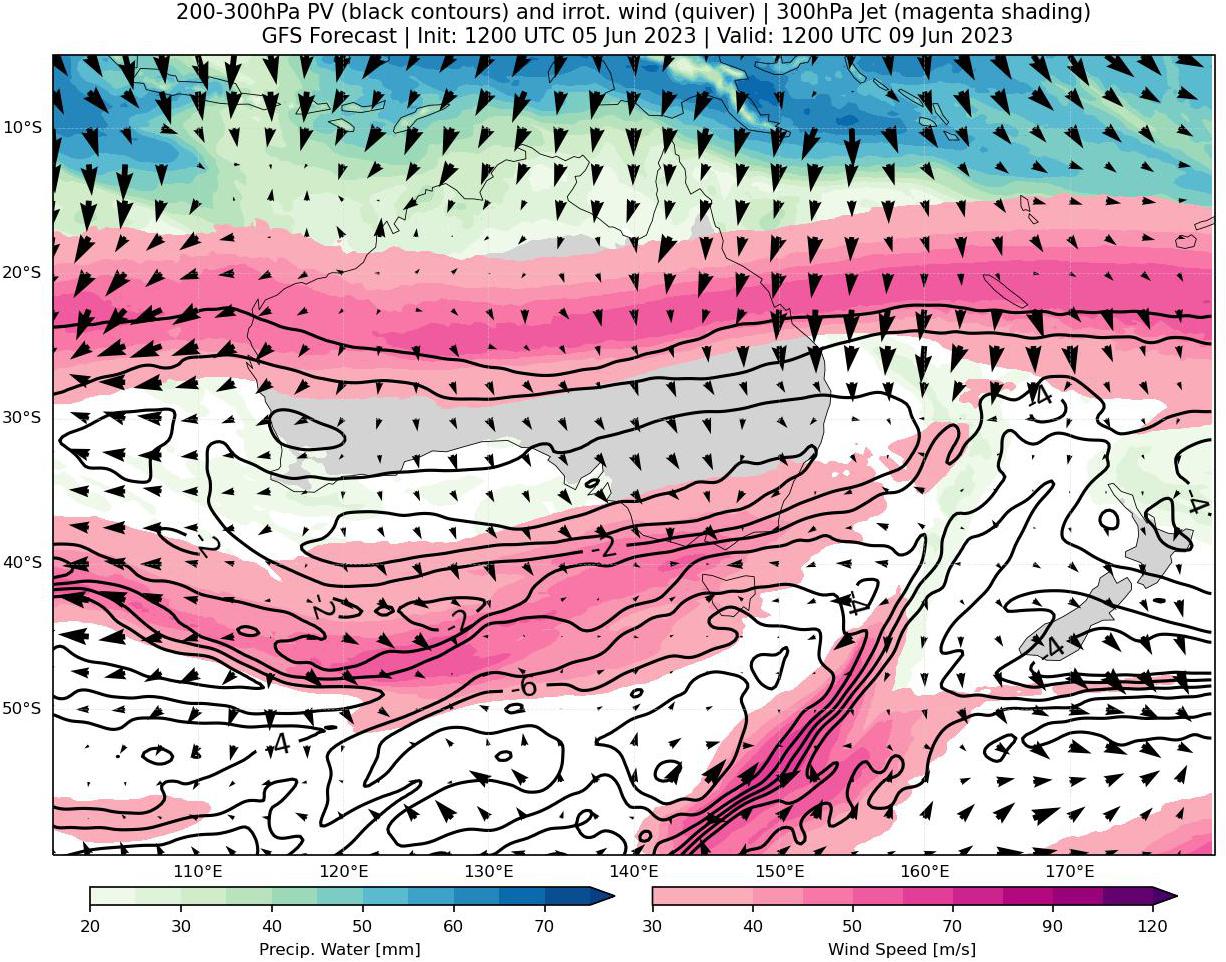 200-300hPa PV (black contours) and irrot. wind (quiver) | 300hPa Jet (magenta shading)
GFS Forecast | Init: 1200 UTC 05 Jun 2023 | Valid: 1200 UTC 09 Jun 2023
10°S
20°S
-4
30°S
-4
-2
-2
40°S
-2
-2
-4
-4
-6
50°S
-4
110°E 120°E 130°E 140°E 150°E 160°E 170°E
20 30 40 50 60 70
30 40 50 70 90 120
Precip. Water [mm]
Wind Speed [m/s]